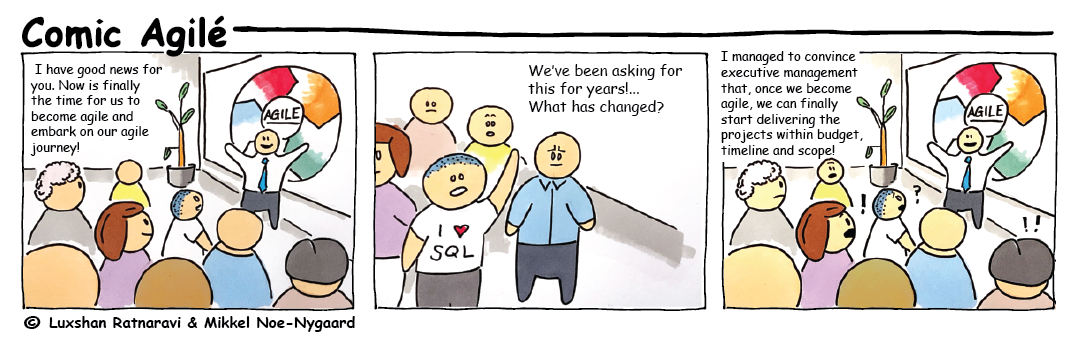 Comic Agilé
I have good news for
you. Now is finally
the time for us to
become agile and
embark on our agile
journey!
AGILE
We've been asking for
this for years!...
What has changed?
I ♥
SQL
I managed to convince
executive management
that, once we become
agile, we can finally
start delivering the
projects within budget,
timeline and scope!
AGILE
!
?
!!
© Luxshan Ratnaravi & Mikkel Noe-Nygaard